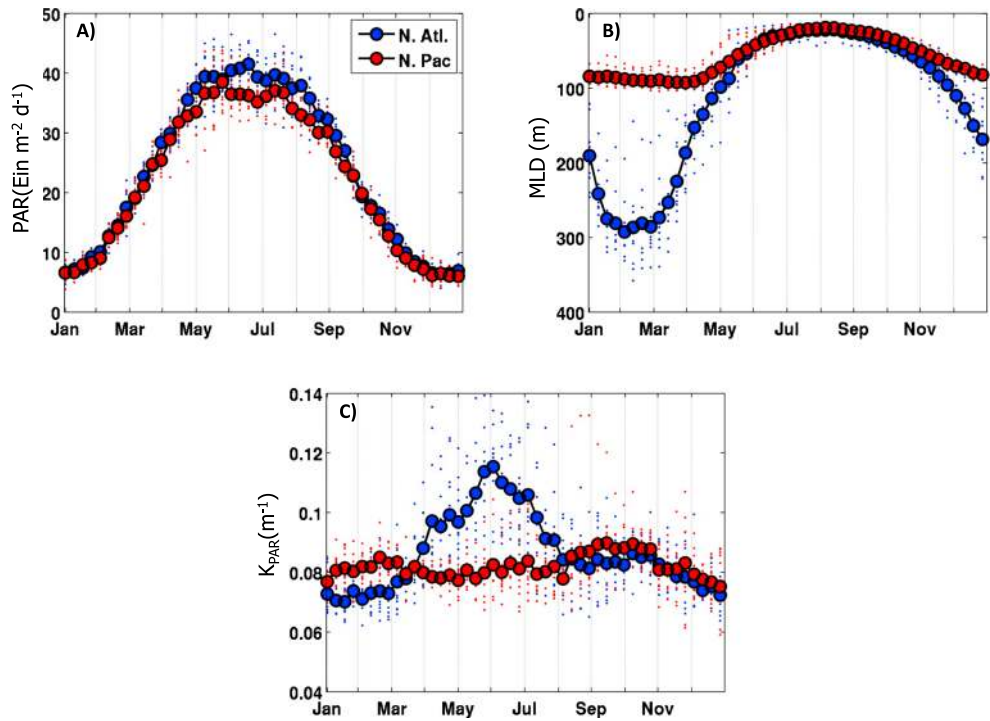 A)
N. Atl.
N. Pac
PAR(Ein m-2 d-1)
50
40
30
20
10
0
Jan Mar May Jul Sep Nov
B)
MLD (m)
0
100
200
300
400
Jan Mar May Jul Sep Nov
C)
KPAR(m-1)
0.14
0.12
0.1
0.08
0.06
0.04
Jan Mar May Jul Sep Nov